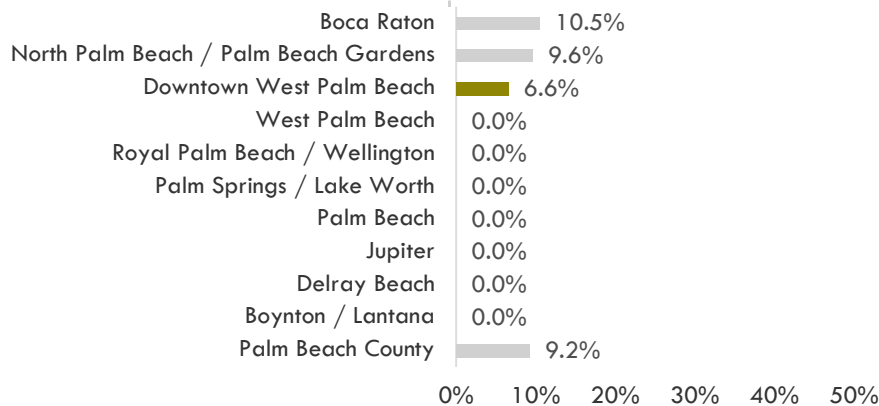 Boca Raton 10.5%
North Palm Beach / Palm Beach Gardens 9.6%
Downtown West Palm Beach 6.6%
West Palm Beach 0.0%
Royal Palm Beach / Wellington 0.0%
Palm Springs / Lake Worth 0.0%
Palm Beach 0.0%
Jupiter 0.0%
Delray Beach 0.0%
Boynton / Lantana 0.0%
Palm Beach County 9.2%
0% 10% 20% 30% 40% 50%